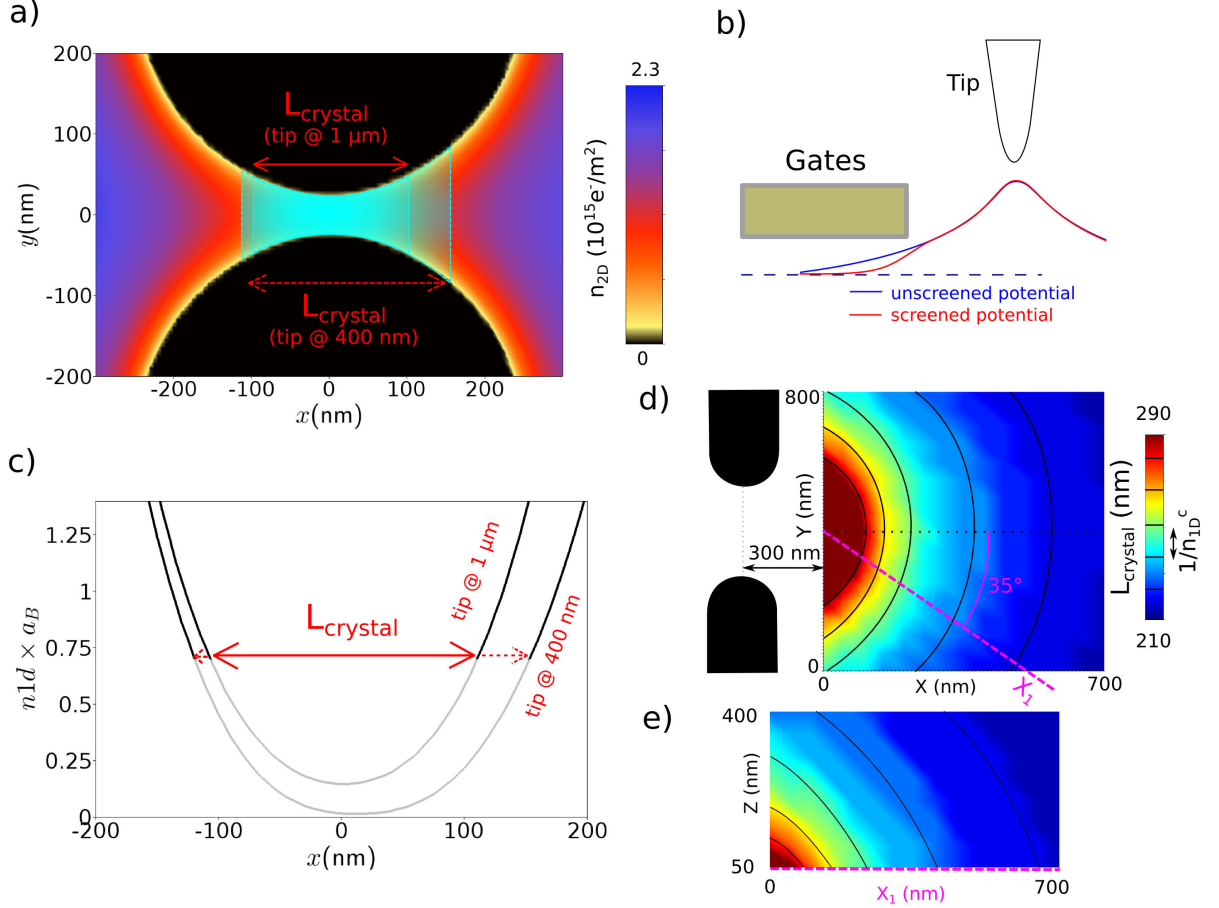 a)
200
100
0
-100
-200
y(nm)
-200
-100
0
100
200
x(nm)
L_crystal
(tip @ 1 μm)
L_crystal
(tip @ 400 nm)
2.3
0
n_2D (10^15 e^-/m^2)
b)
Tip
Gates
unscreened potential
screened potential
c)
1.25
1
0.75
0.5
0.25
0
n1d × a_B
-200
-100
0
100
200
x(nm)
L_crystal
tip @ 1 μm
tip @ 400 nm
d)
800
Y (nm)
0
300 nm
35°
0
X (nm)
700
X_1
290
210
L_crystal (nm)
1/n_1D^c
e)
400
Z (nm)
50
0
X_1 (nm)
700